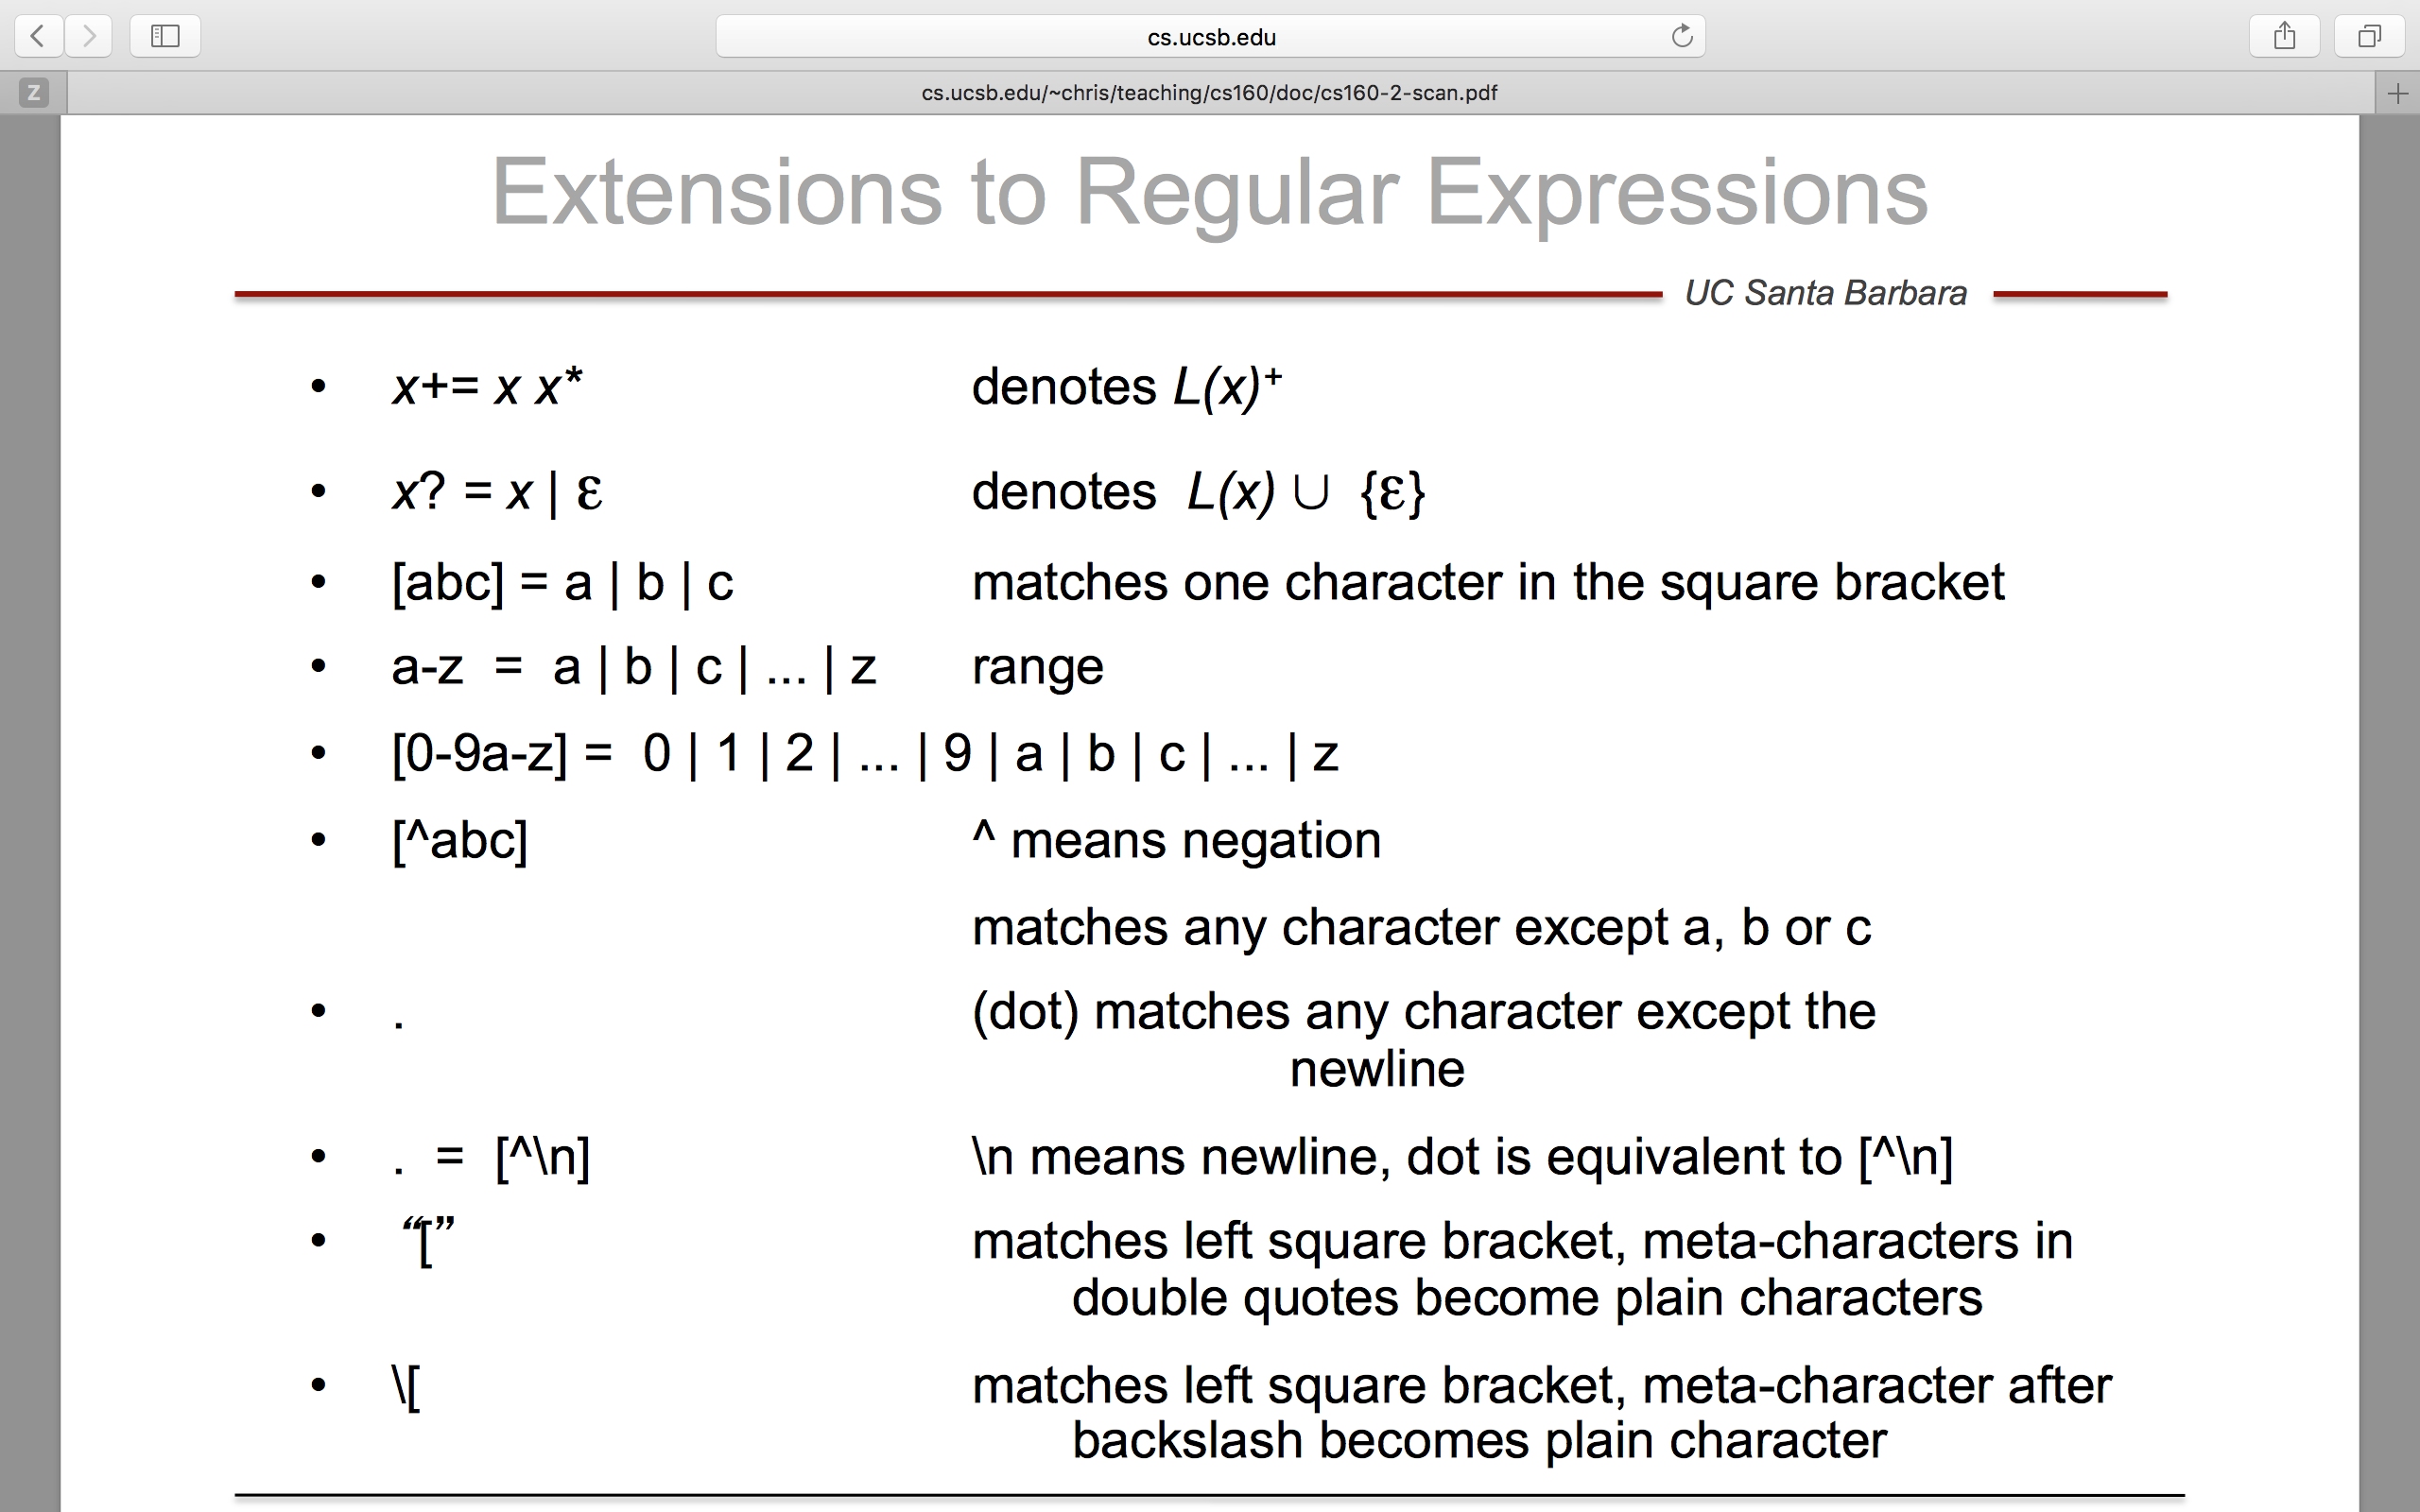 cs.ucsb.edu
Z
cs.ucsb.edu/~chris/teaching/cs160/doc/cs160-2-scan.pdf
Extensions to Regular Expressions
UC Santa Barbara
• x+= x x* denotes L(x)⁺
• x? = x | ε denotes L(x) ∪ {ε}
• [abc] = a | b | c matches one character in the square bracket
• a-z = a | b | c | ... | z range
• [0-9a-z] = 0 | 1 | 2 | ... | 9 | a | b | c | ... | z
• [^abc] ^ means negation
matches any character except a, b or c
• . (dot) matches any character except the
newline
• . = [^\n] \n means newline, dot is equivalent to [^\n]
• “[” matches left square bracket, meta-characters in
double quotes become plain characters
• \[ matches left square bracket, meta-character after
backslash becomes plain character